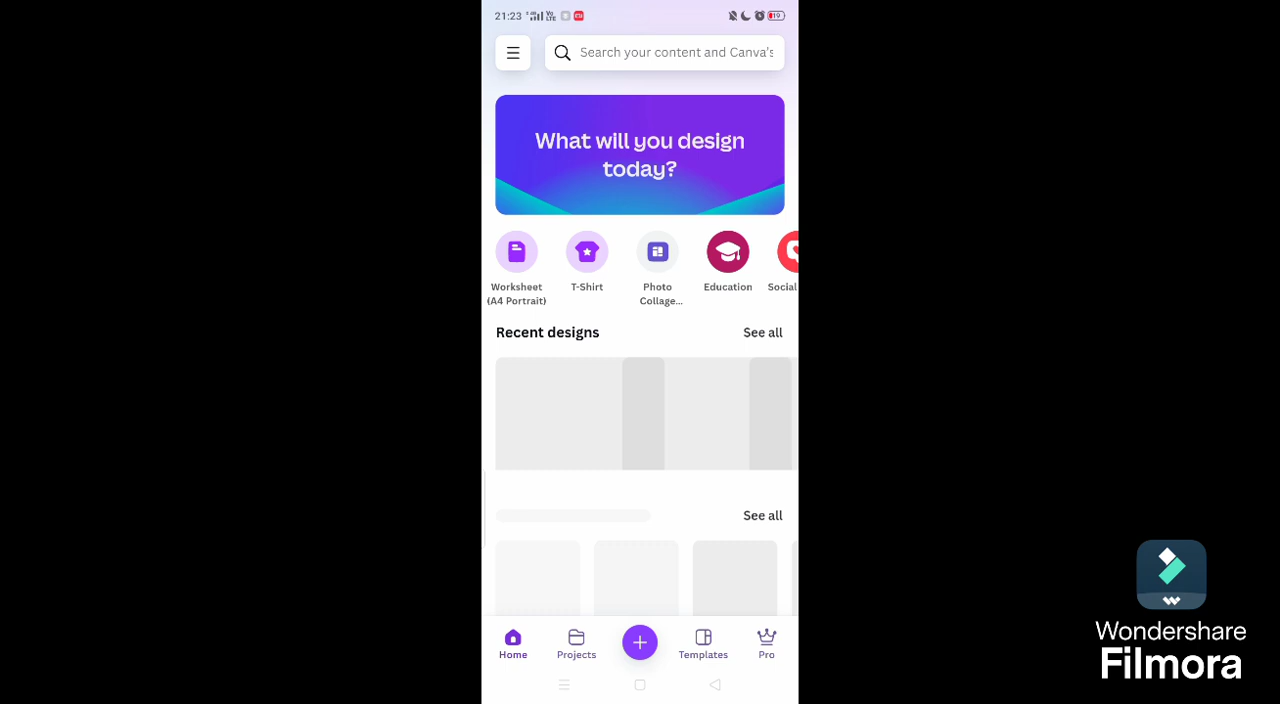 21:23
19
Search your content and Canva's
What will you design
today?
Worksheet
(A4 Portrait)
T-Shirt
Photo
Collage...
Education
Social
Recent designs
See all
See all
Home
Projects
Templates
Pro
Wondershare
Filmora